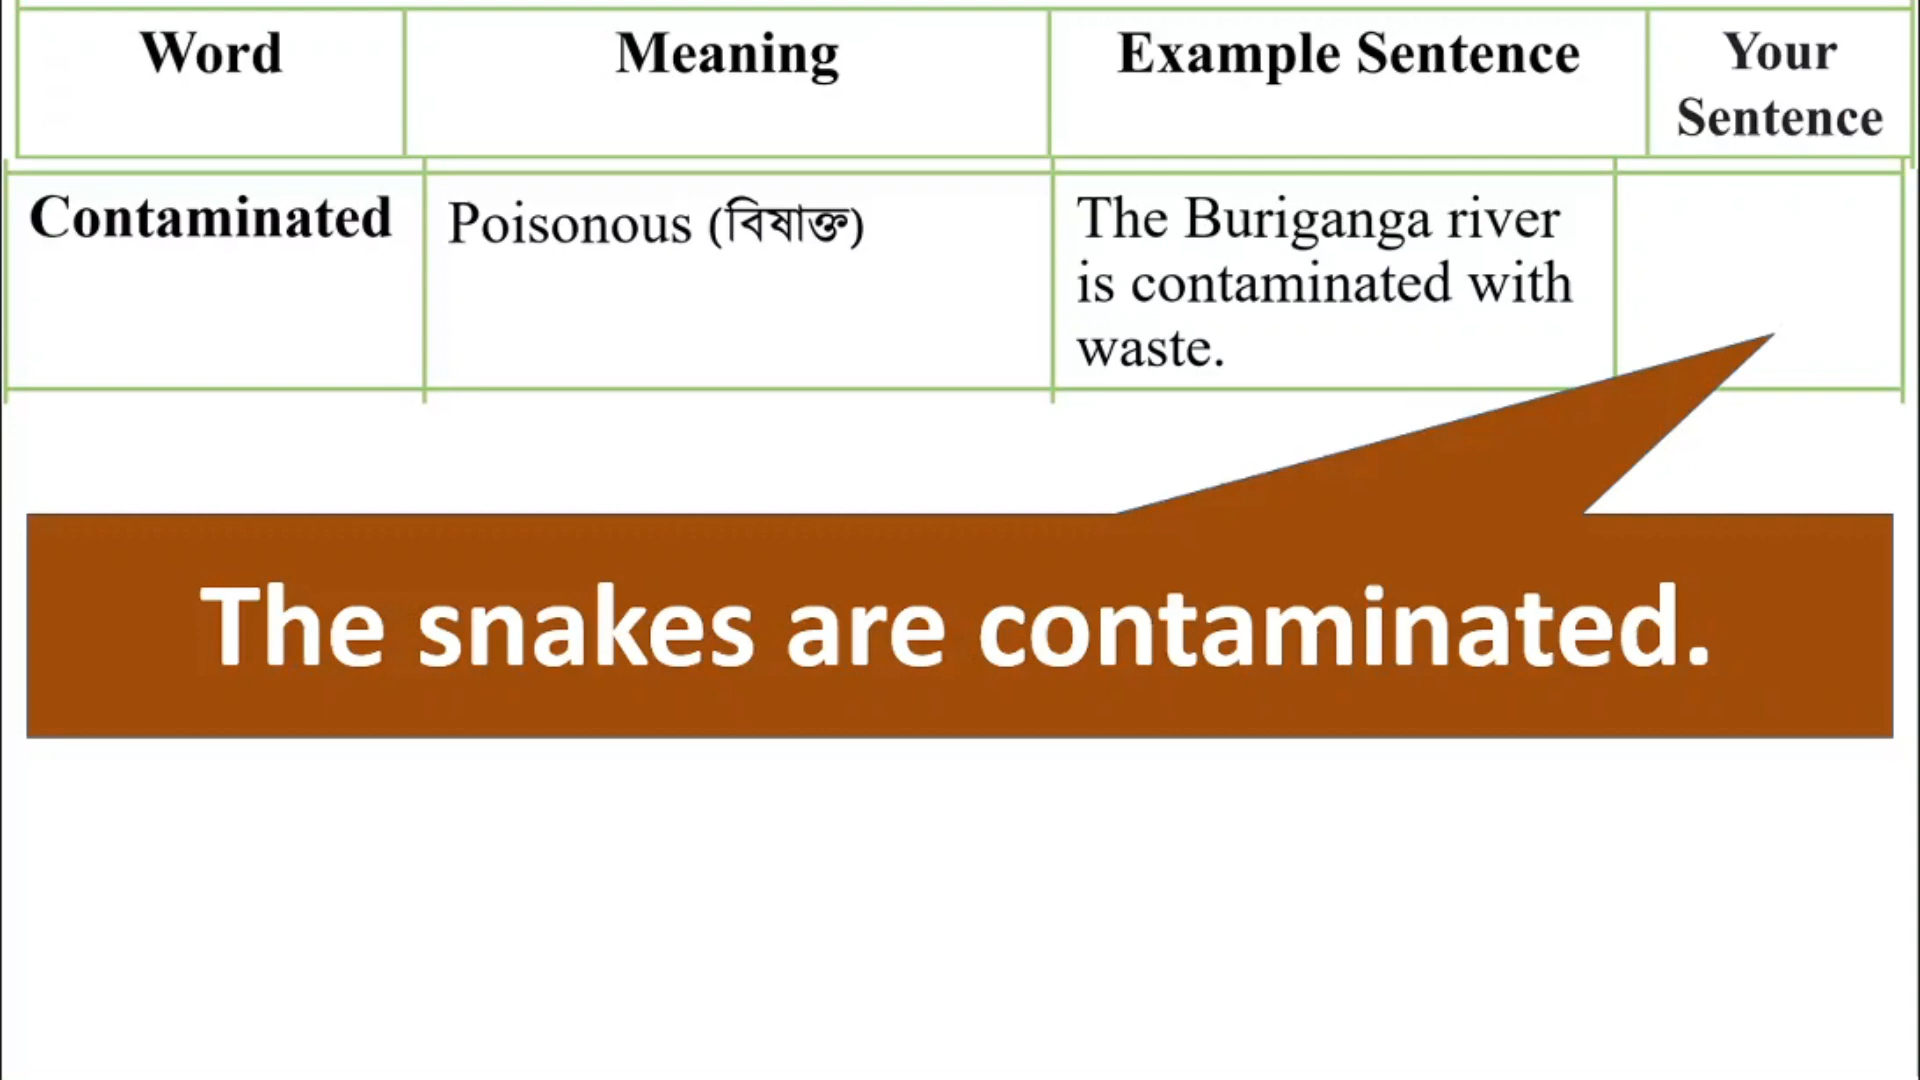 Word Meaning Example Sentence Your
Sentence
Contaminated Poisonous (বিষাক্ত) The Buriganga river
is contaminated with
waste.
The snakes are contaminated.